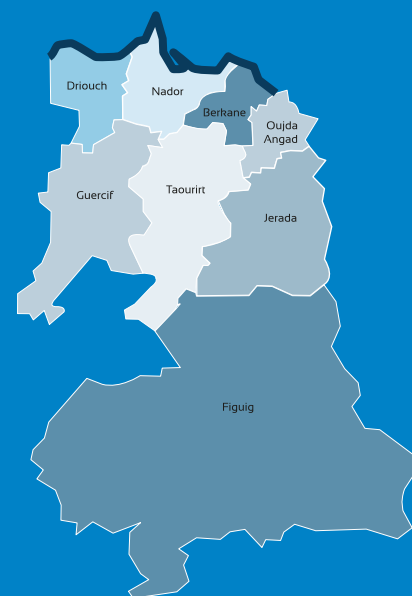 Driouch
Nador
Berkane
Oujda
Angad
Guercif
Taourirt
Jerada
Figuig